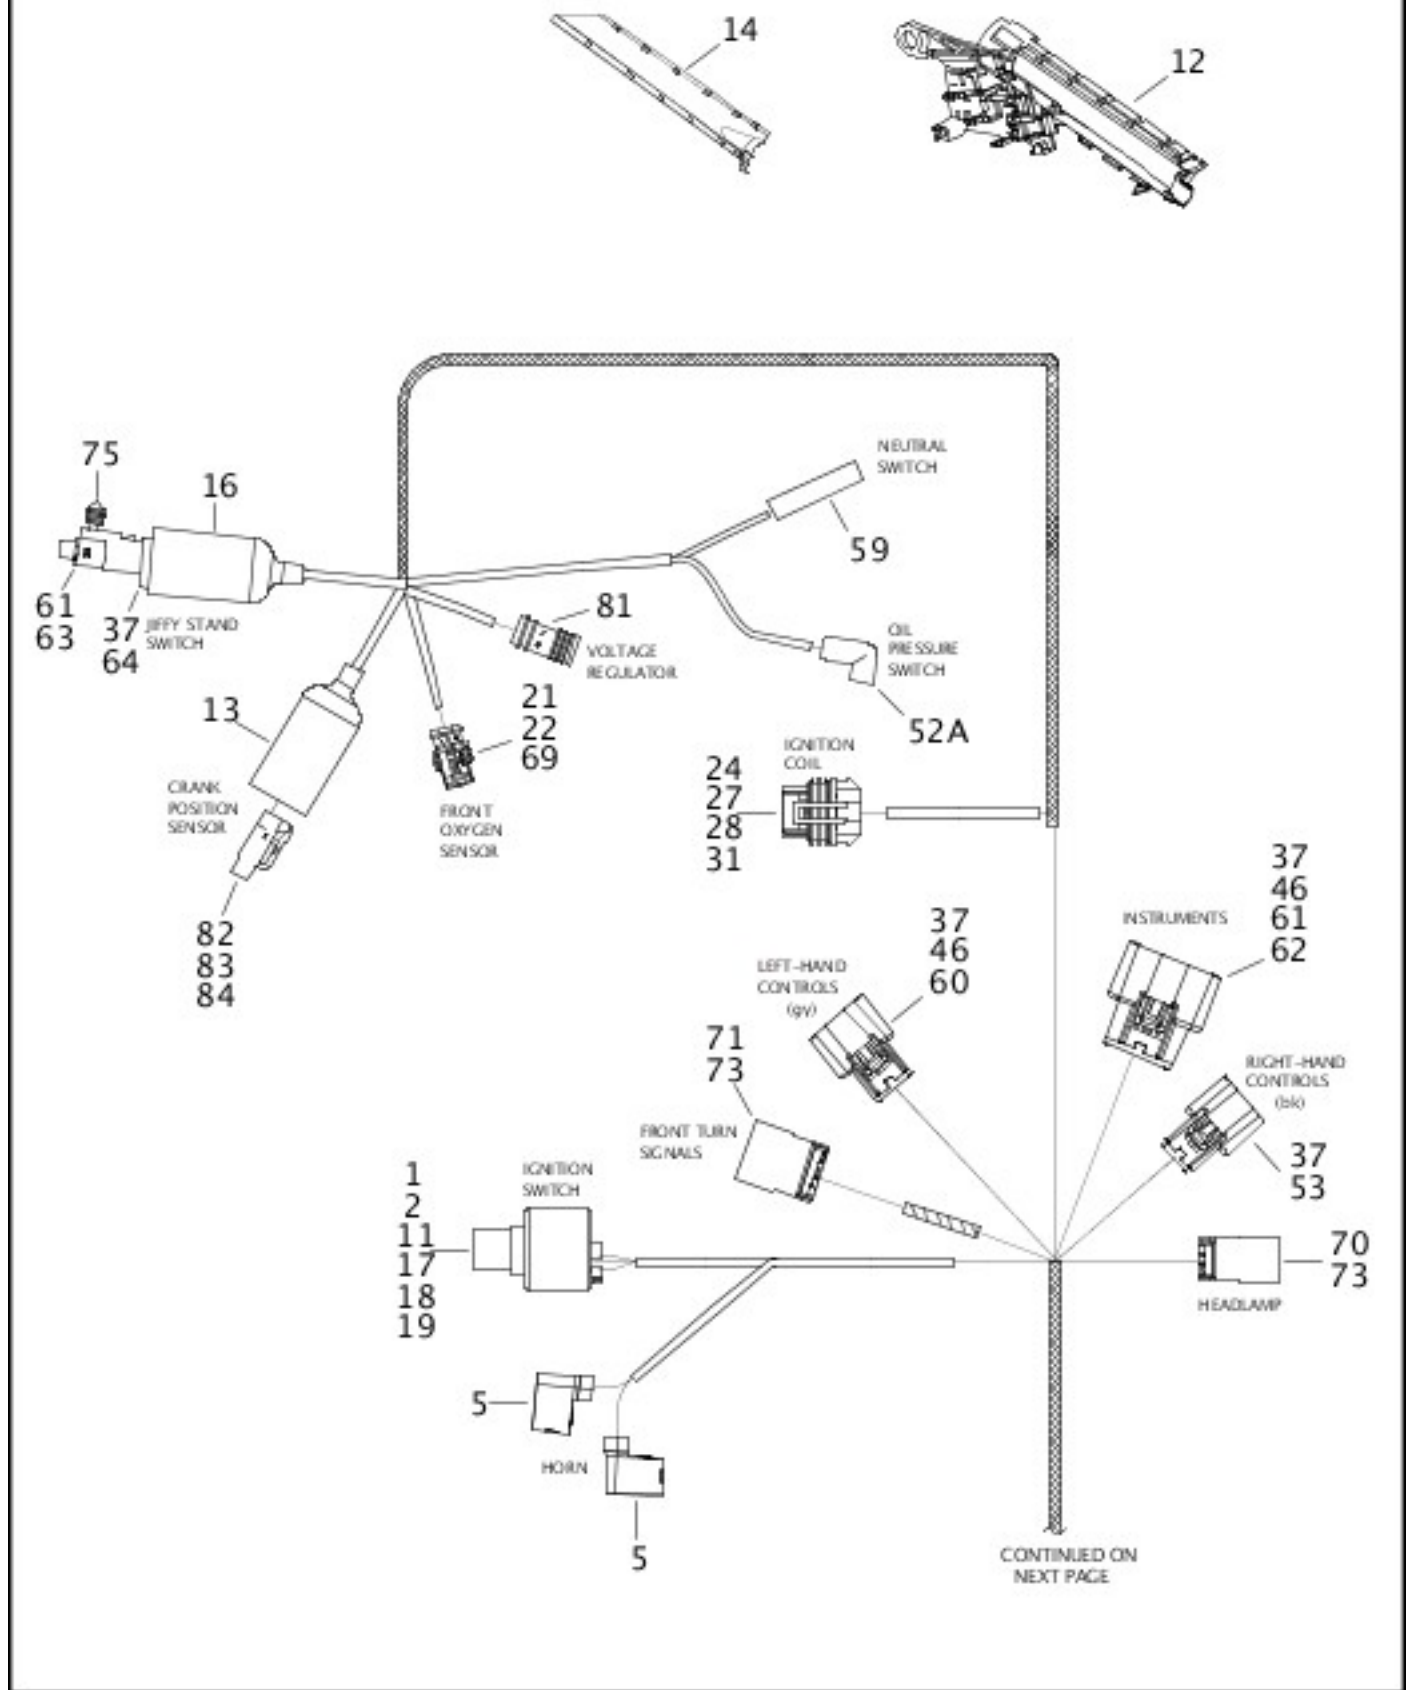 14
12
NEUTRAL
SWITCH
59
75
16
61
63
37
64
JIFFY STAND
SWITCH
81
VOLTAGE
REGULATOR
OIL
PRESSURE
SWITCH
52A
13
21
22
69
CRANK
POSITION
SENSOR
FRONT
OXYGEN
SENSOR
IGNITION
COIL
24
27
28
31
82
83
84
37
46
61
62
INSTRUMENTS
37
46
60
LEFT-HAND
CONTROLS
(gy)
71
73
RIGHT-HAND
CONTROLS
(bk)
FRONT TURN
SIGNALS
37
53
1
2
11
17
18
19
IGNITION
SWITCH
70
73
HEADLAMP
5
HORN
5
CONTINUED ON
NEXT PAGE